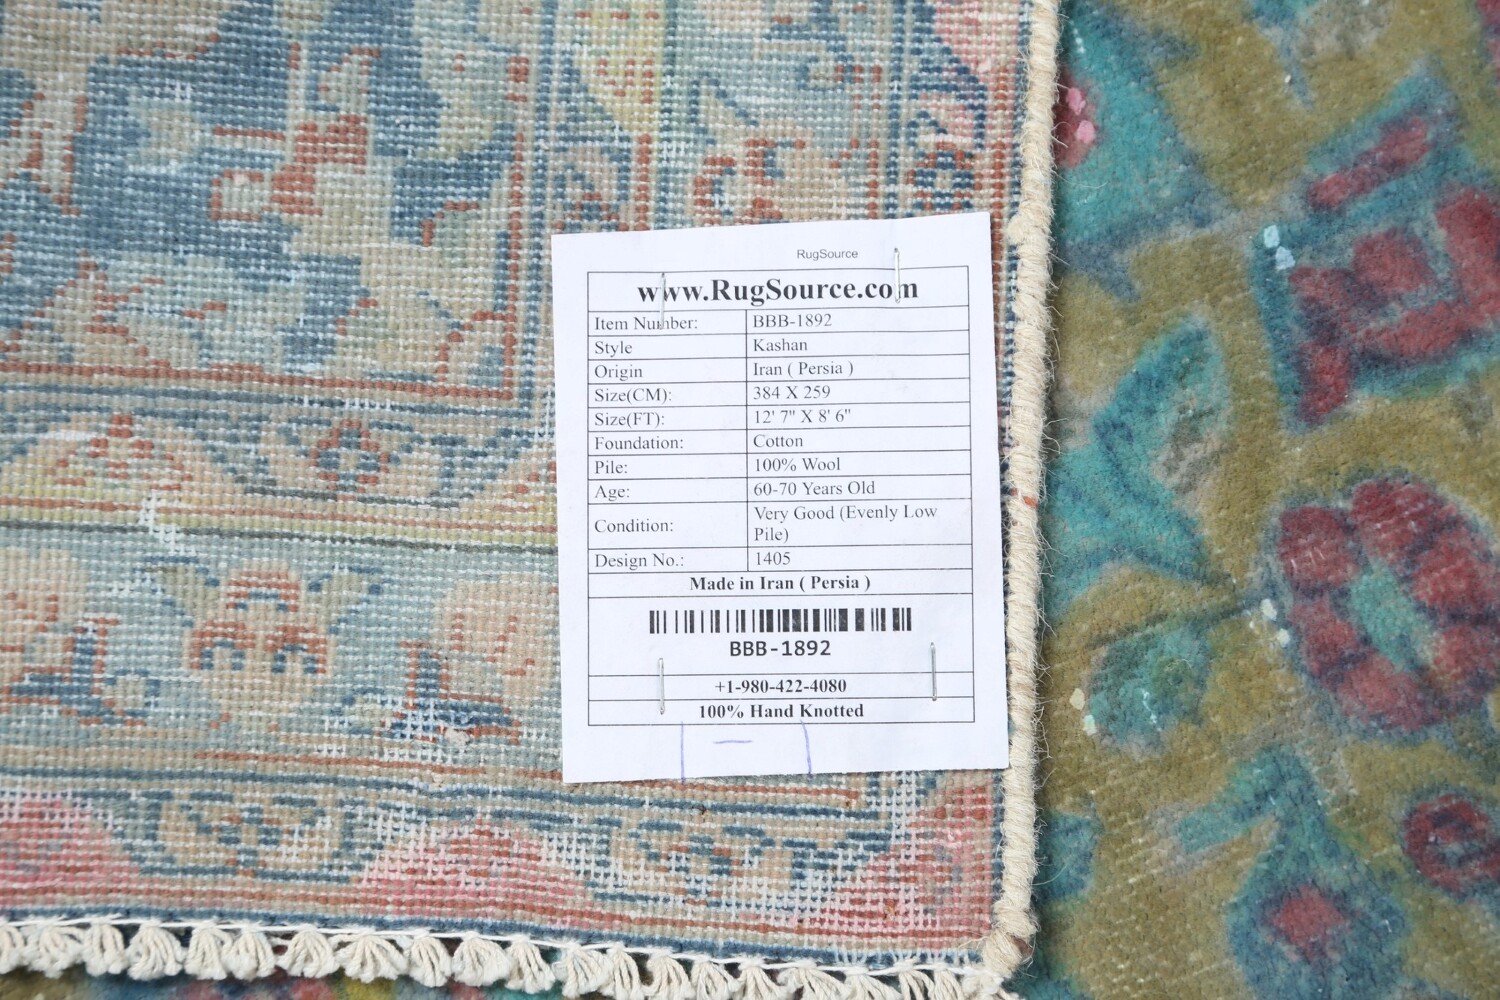 RugSource
www.RugSource.com
Item Number: BBB-1892
Style Kashan
Origin Iran ( Persia )
Size(CM): 384 X 259
Size(FT): 12' 7" X 8' 6"
Foundation: Cotton
Pile: 100% Wool
Age: 60-70 Years Old
Condition: Very Good (Evenly Low
Pile)
Design No.: 1405
Made in Iran ( Persia )
BBB-1892
+1-980-422-4080
100% Hand Knotted